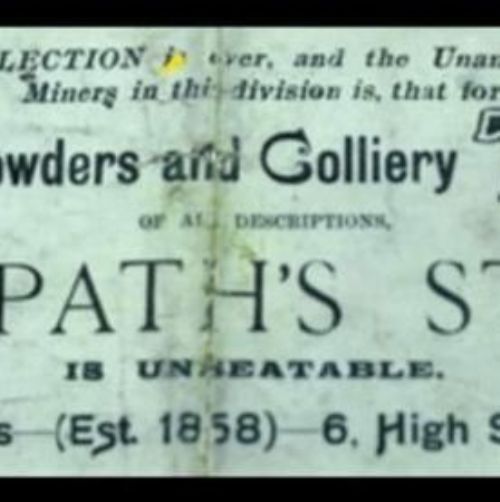 LECTION is over, and the Unan
Miners in this division is, that for
owders and Colliery
OF ALL DESCRIPTIONS,
PATH'S ST
IS UNBEATABLE.
s—(Est. 1858)—6, High S